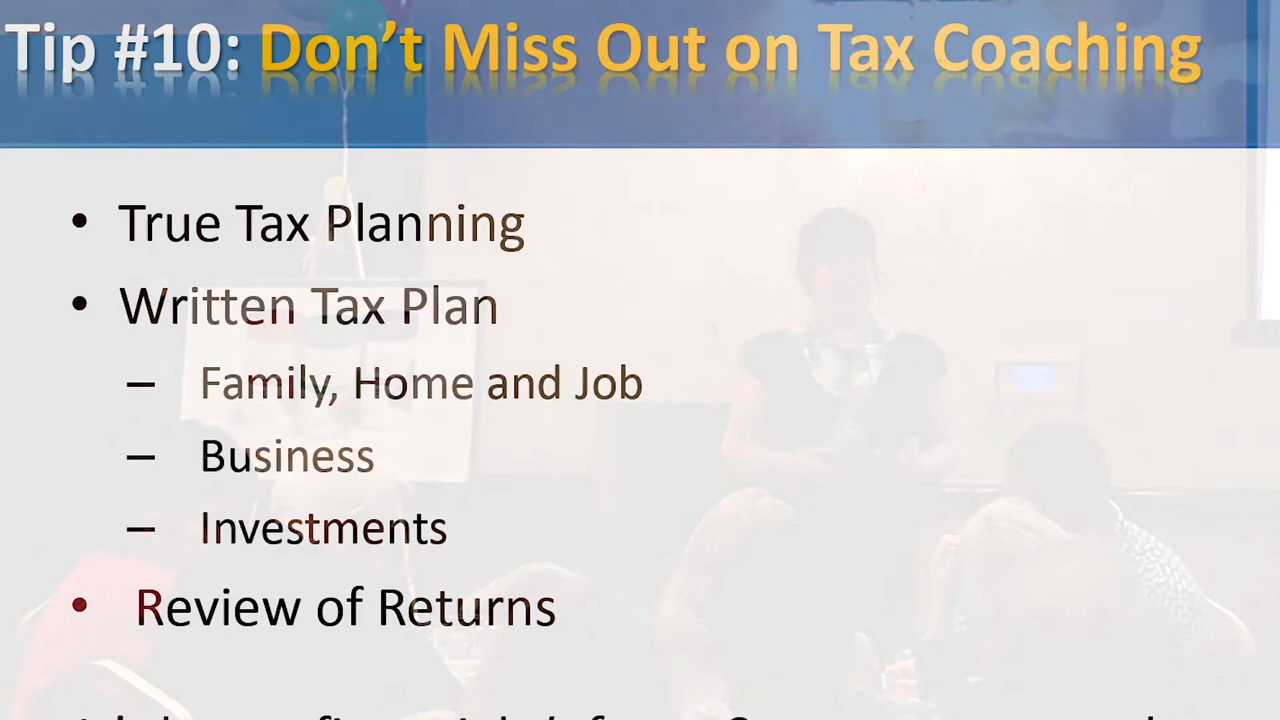 Tip #10: Don’t Miss Out on Tax Coaching
• True Tax Planning
• Written Tax Plan
– Family, Home and Job
– Business
– Investments
• Review of Returns